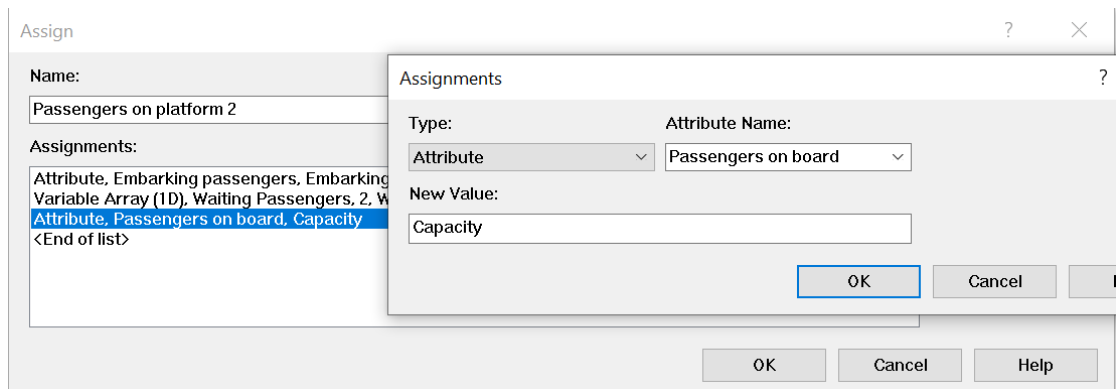 Assign ? ×
Name:
Passengers on platform 2
Assignments:
Attribute, Embarking passengers, Embarking
Variable Array (1D), Waiting Passengers, 2, W
Attribute, Passengers on board, Capacity
<End of list>
OK Cancel Help
Assignments ?
Type: Attribute Name:
Attribute Passengers on board
New Value:
Capacity
OK Cancel